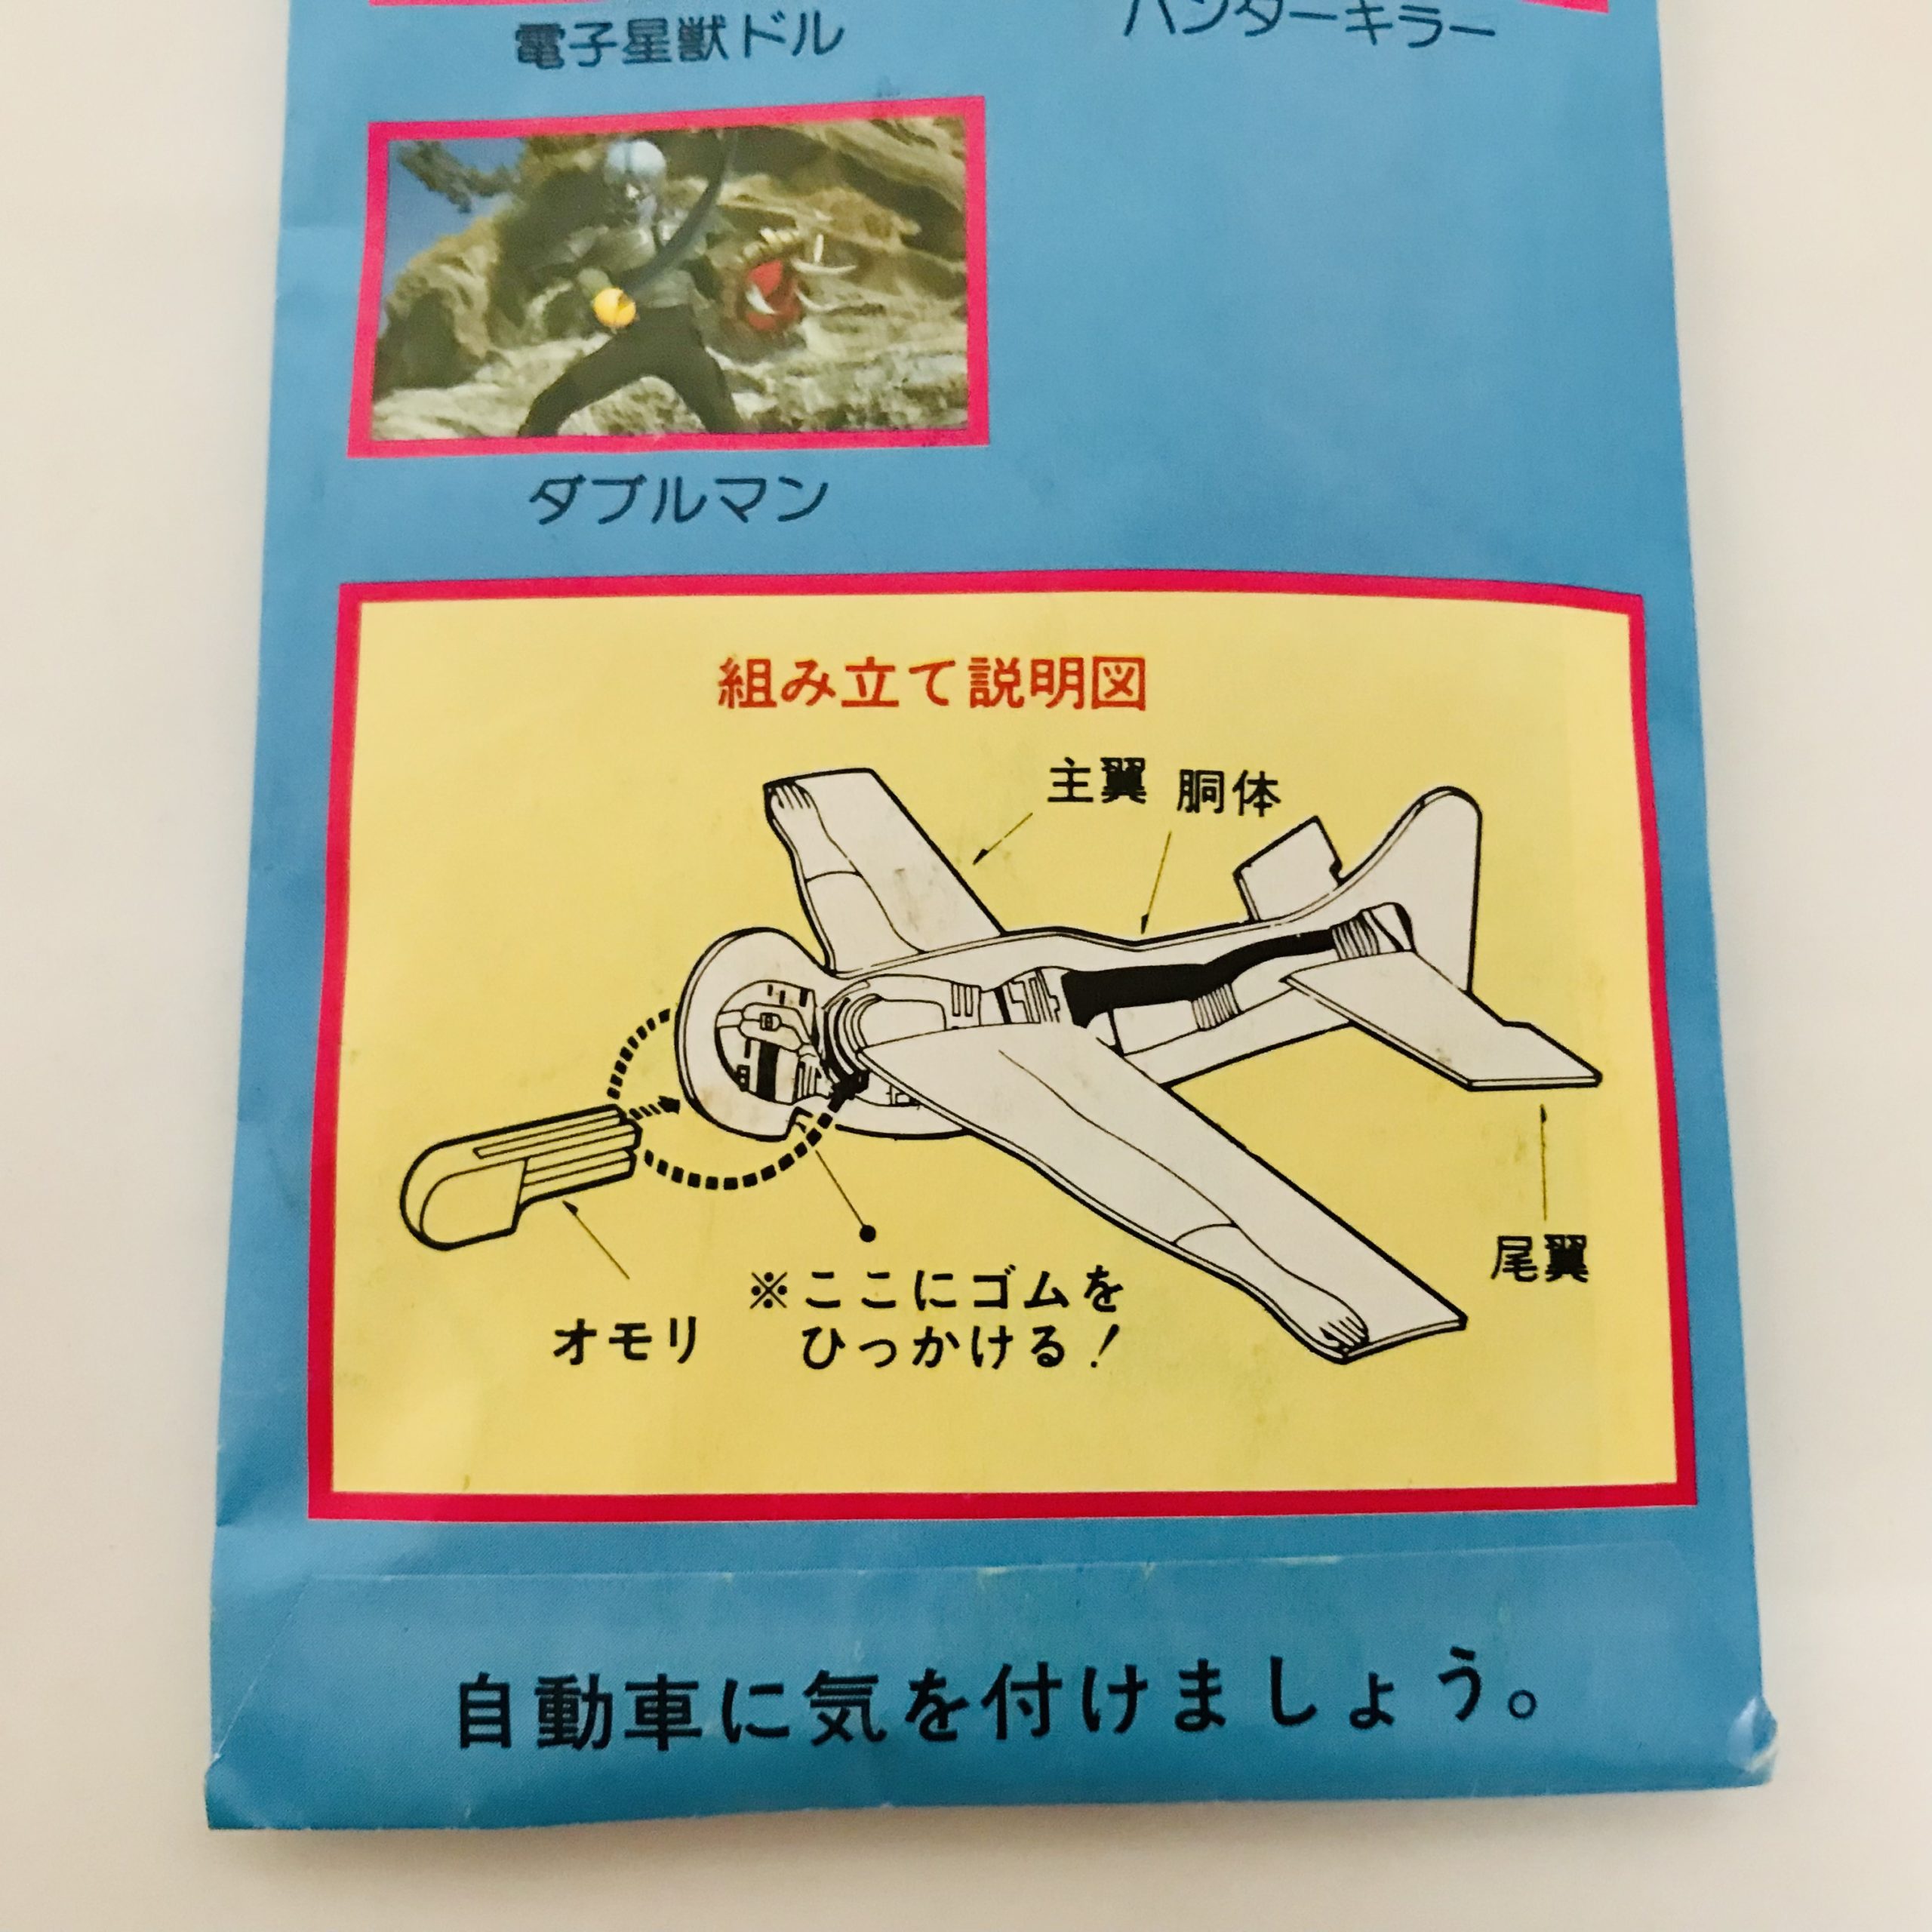 電子星獣ドル
ハンターキラー
ダブルマン
組み立て説明図
主翼
胴体
尾翼
オモリ
※ここにゴムを
ひっかける!
自動車に気を付けましょう。